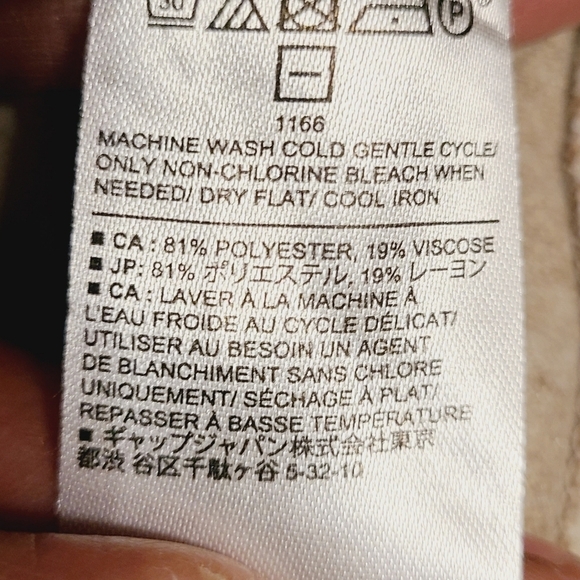 30
P
1166
MACHINE WASH COLD GENTLE CYCLE/
ONLY NON-CHLORINE BLEACH WHEN
NEEDED/ DRY FLAT/ COOL IRON
■ CA : 81% POLYESTER, 19% VISCOSE
■ JP: 81% ポリエステル, 19% レーヨン
■ CA : LAVER À LA MACHINE À
L'EAU FROIDE AU CYCLE DÉLICAT/
UTILISER AU BESOIN UN AGENT
DE BLANCHIMENT SANS CHLORE
UNIQUEMENT/ SÉCHAGE À PLAT/
REPASSER À BASSE TEMPÉRATURE
■ ギャップジャパン株式会社東京
都渋 谷区千駄ヶ谷 5-32-10